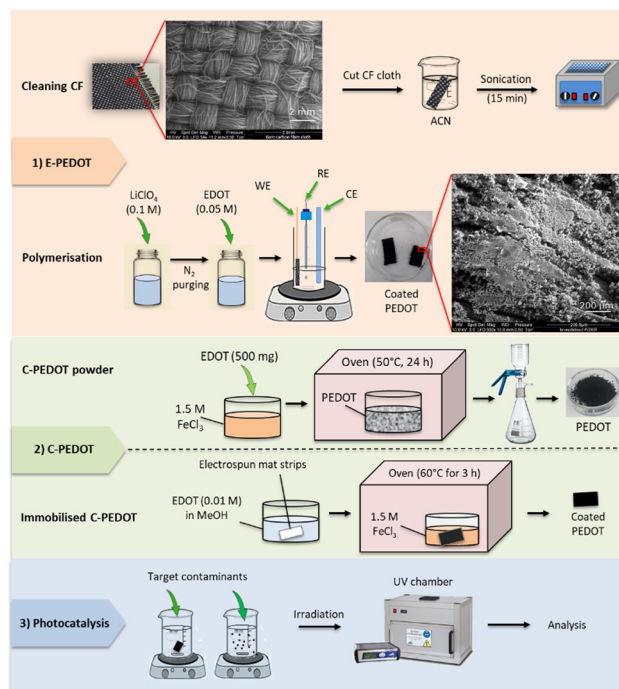 Cleaning CF
2 mm
Cut CF cloth
ACN
Sonication
(15 min)
1) E-PEDOT
LiClO₄
(0.1 M)
EDOT
(0.05 M)
WE
RE
CE
Polymerisation
N₂
purging
Coated
PEDOT
200 µm
C-PEDOT powder
EDOT (500 mg)
1.5 M
FeCl₃
Oven (50°C, 24 h)
PEDOT
PEDOT
2) C-PEDOT
Electrospun mat strips
EDOT (0.01 M)
in MeOH
Immobilised C-PEDOT
Oven (60°C for 3 h)
1.5 M
FeCl₃
Coated
PEDOT
3) Photocatalysis
Target contaminants
Irradiation
UV chamber
Analysis